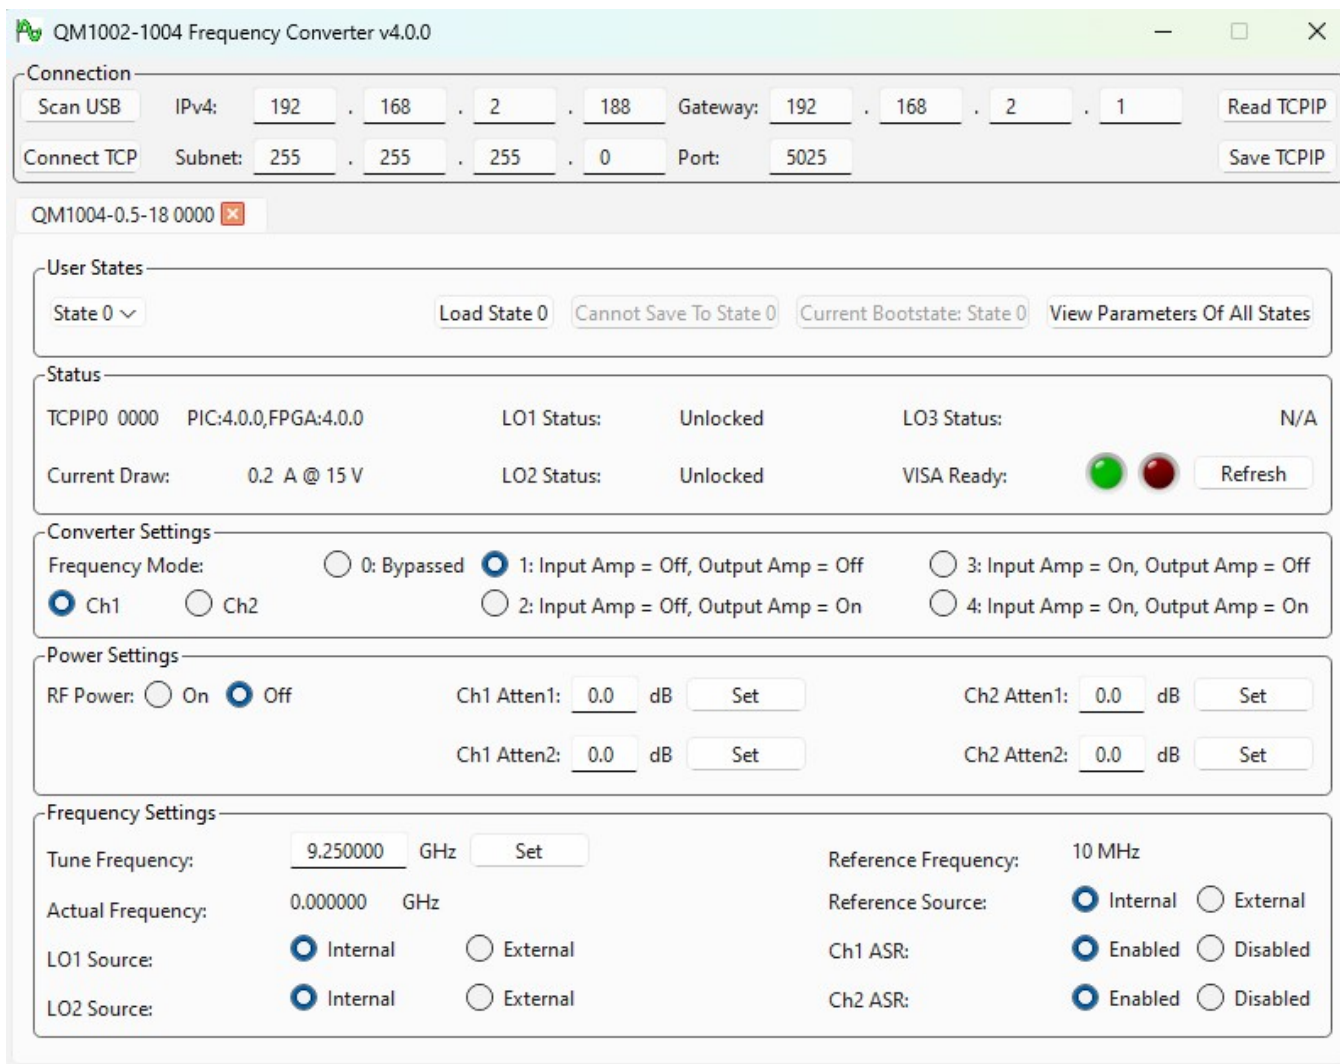 QM1002-1004 Frequency Converter v4.0.0
Connection
Scan USB IPv4: 192 . 168 . 2 . 188 Gateway: 192 . 168 . 2 . 1 Read TCPIP
Connect TCP Subnet: 255 . 255 . 255 . 0 Port: 5025 Save TCPIP
QM1004-0.5-18 0000
User States
State 0 Load State 0 Cannot Save To State 0 Current Bootstate: State 0 View Parameters Of All States
Status
TCPIP0 0000 PIC:4.0.0,FPGA:4.0.0 LO1 Status: Unlocked LO3 Status: N/A
Current Draw: 0.2 A @ 15 V LO2 Status: Unlocked VISA Ready: Refresh
Converter Settings
Frequency Mode: 0: Bypassed 1: Input Amp = Off, Output Amp = Off 3: Input Amp = On, Output Amp = Off
Ch1 Ch2 2: Input Amp = Off, Output Amp = On 4: Input Amp = On, Output Amp = On
Power Settings
RF Power: On Off Ch1 Atten1: 0.0 dB Set Ch2 Atten1: 0.0 dB Set
Ch1 Atten2: 0.0 dB Set Ch2 Atten2: 0.0 dB Set
Frequency Settings
Tune Frequency: 9.250000 GHz Set Reference Frequency: 10 MHz
Actual Frequency: 0.000000 GHz Reference Source: Internal External
LO1 Source: Internal External Ch1 ASR: Enabled Disabled
LO2 Source: Internal External Ch2 ASR: Enabled Disabled